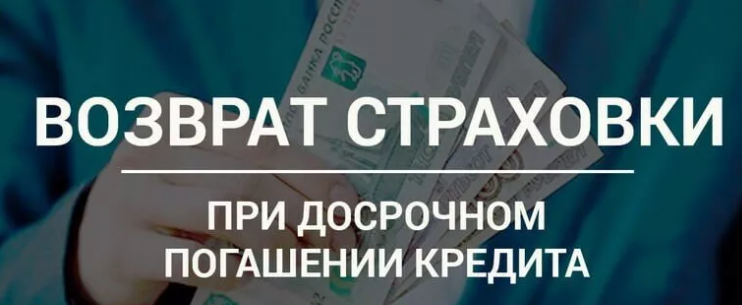 ВОЗВРАТ СТРАХОВКИ
ПРИ ДОСРОЧНОМ
ПОГАШЕНИИ КРЕДИТА